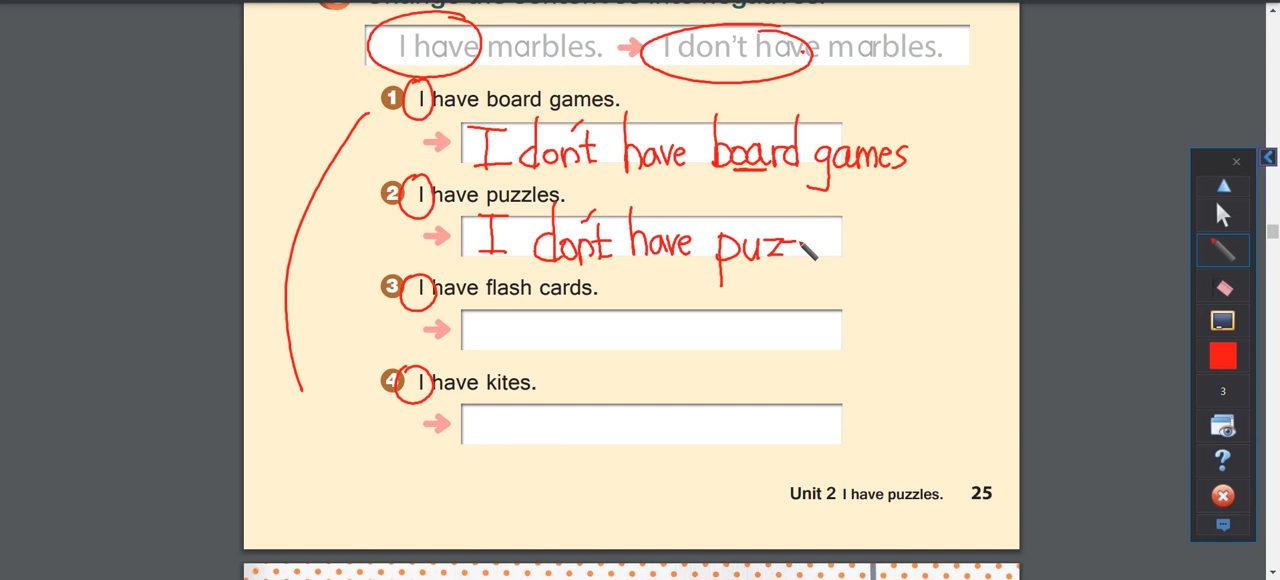 Change the sentences into negatives.
I have marbles. → I don't have marbles.
1 I have board games.
→ I don't have board games
2 I have puzzles.
→ I don't have puz
3 I have flash cards.
→
4 I have kites.
→
Unit 2 I have puzzles. 25
3
?